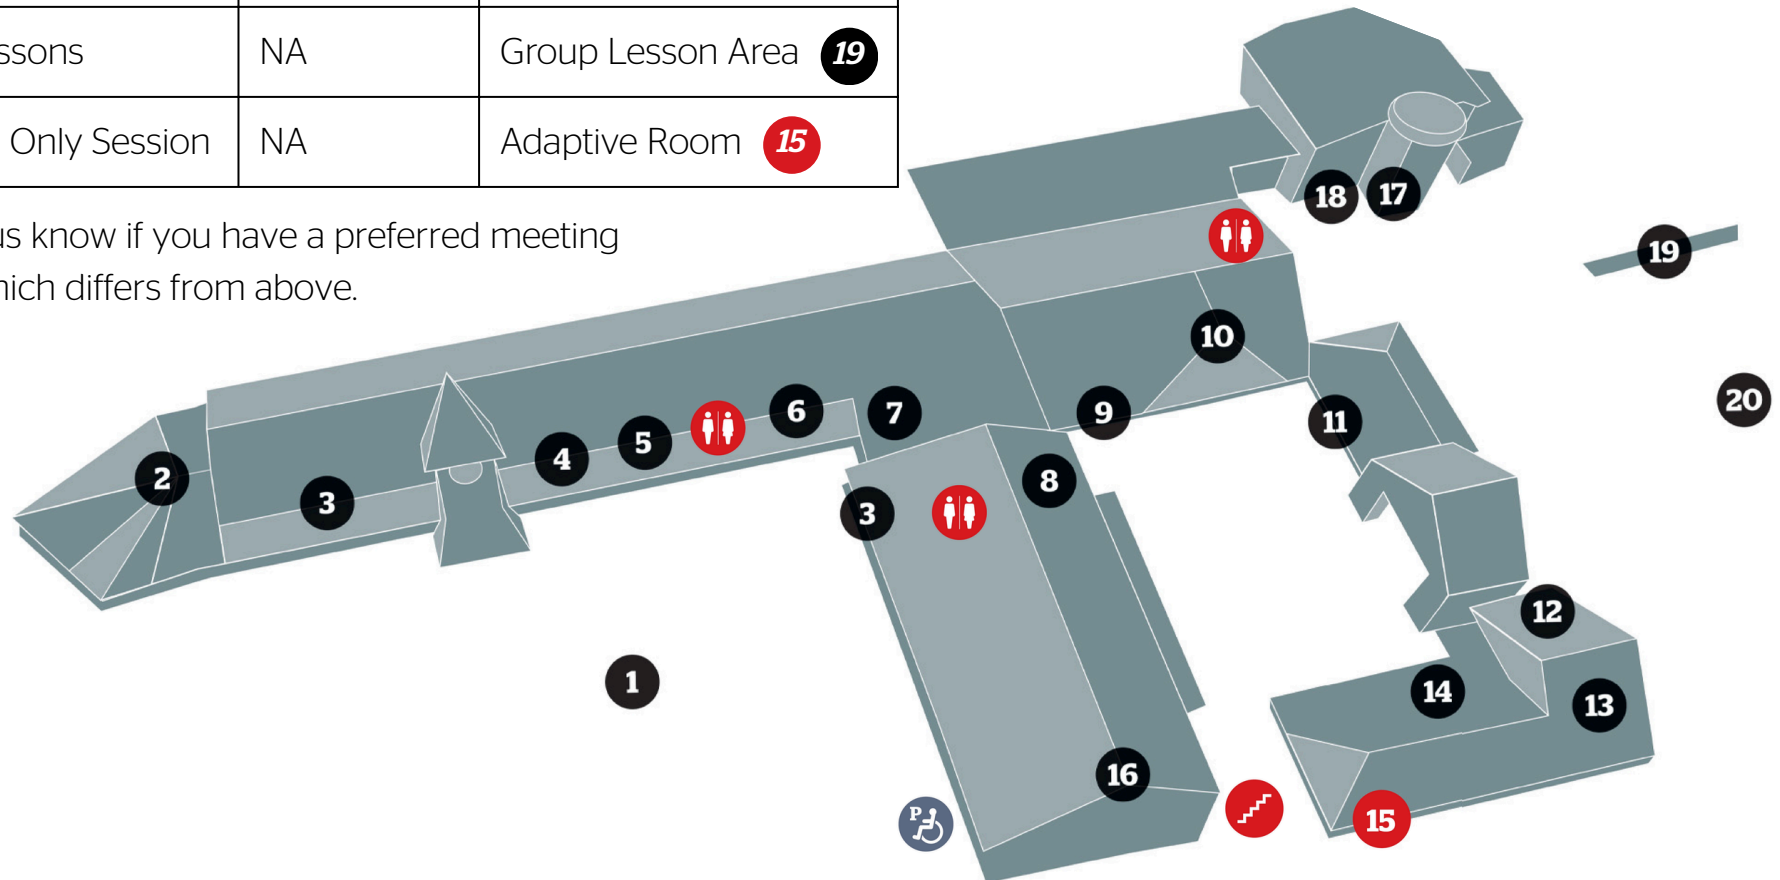 ssons NA Group Lesson Area 19
Only Session NA Adaptive Room 15
us know if you have a preferred meeting
hich differs from above.
18 17
19
10
20
6 7 9 11
5
4
2 8
3 3
12
1 14 13
16
P 15